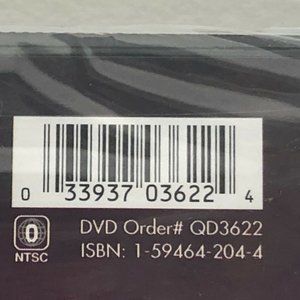 0 33937 03622 4
0 DVD Order# QD3622
NTSC ISBN: 1-59464-204-4